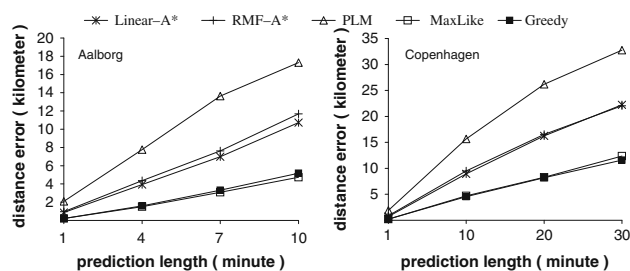 Linear–A* RMF–A* PLM MaxLike Greedy
distance error ( kilometer )
20
18
16
14
12
10
8
6
4
2
Aalborg
1 4 7 10
prediction length ( minute )
distance error ( kilometer )
35
30
25
20
15
10
5
Copenhagen
1 10 20 30
prediction length ( minute )